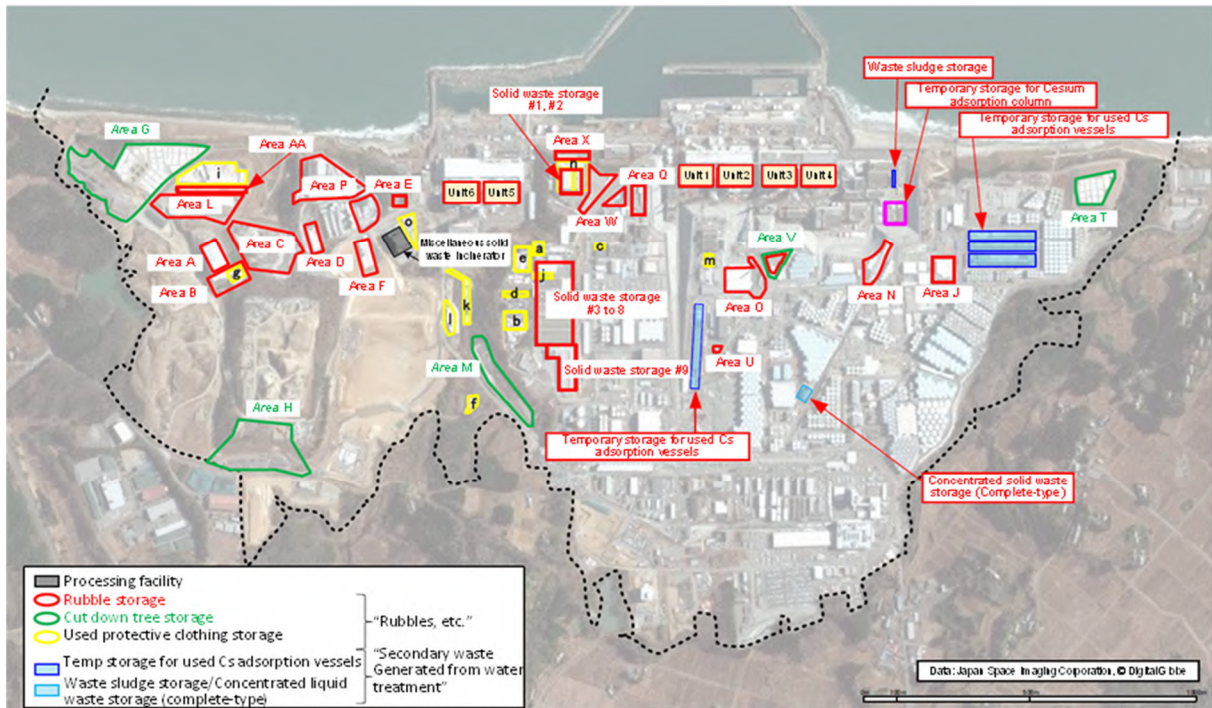 Waste sludge storage
Temporary storage for Cesium
adsorption column
Temporary storage for used Cs
adsorption vessels
Solid waste storage
#1, #2
Area G
Area AA
Area X
i
n
Area P
Area E
Area Q
Unit6
Unit5
Unit1
Unit2
Unit3
Unit4
Area L
Area W
Area T
o
Area C
Miscellaneous solid
waste incinerator
a
c
Area V
Area A
e
m
g
Area D
j
Area B
Area F
Solid waste storage
#3 to 8
Area O
Area N
Area J
d
k
l
b
Area M
Solid waste storage #9
Area U
f
Area H
Temporary storage for used Cs
adsorption vessels
Concentrated solid waste
storage (Complete-type)
Processing facility
Rubble storage
Cut down tree storage
Used protective clothing storage
"Rubbles, etc."
Temp storage for used Cs adsorption vessels
Waste sludge storage/Concentrated liquid
waste storage (complete-type)
"Secondary waste
Generated from water
treatment"
Data: Japan Space Imaging Corporation, © DigitalGlobe
0m
100m
500m
1000m